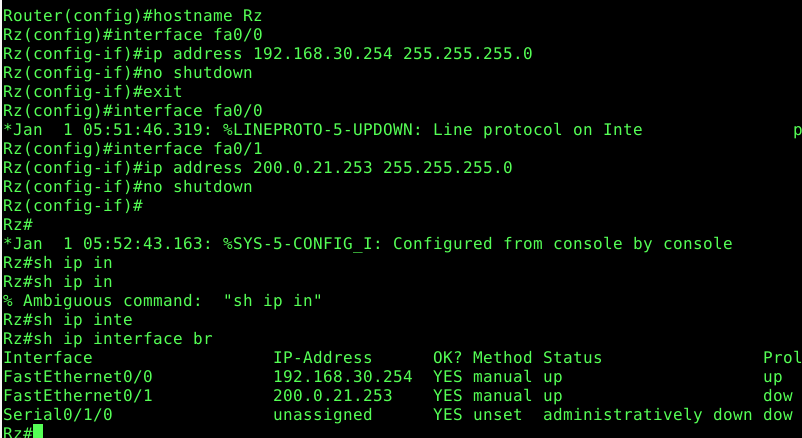 Router(config)#hostname Rz
Rz(config)#interface fa0/0
Rz(config-if)#ip address 192.168.30.254 255.255.255.0
Rz(config-if)#no shutdown
Rz(config-if)#exit
Rz(config)#interface fa0/0
*Jan  1 05:51:46.319: %LINEPROTO-5-UPDOWN: Line protocol on Inte               p
Rz(config)#interface fa0/1
Rz(config-if)#ip address 200.0.21.253 255.255.255.0
Rz(config-if)#no shutdown
Rz(config-if)#
Rz#
*Jan  1 05:52:43.163: %SYS-5-CONFIG_I: Configured from console by console
Rz#sh ip in
Rz#sh ip in
% Ambiguous command:  "sh ip in"
Rz#sh ip inte
Rz#sh ip interface br
Interface                  IP-Address      OK? Method Status                Prol
FastEthernet0/0            192.168.30.254  YES manual up                    up
FastEthernet0/1            200.0.21.253    YES manual up                    dow
Serial0/1/0                unassigned      YES unset  administratively down dow
Rz#